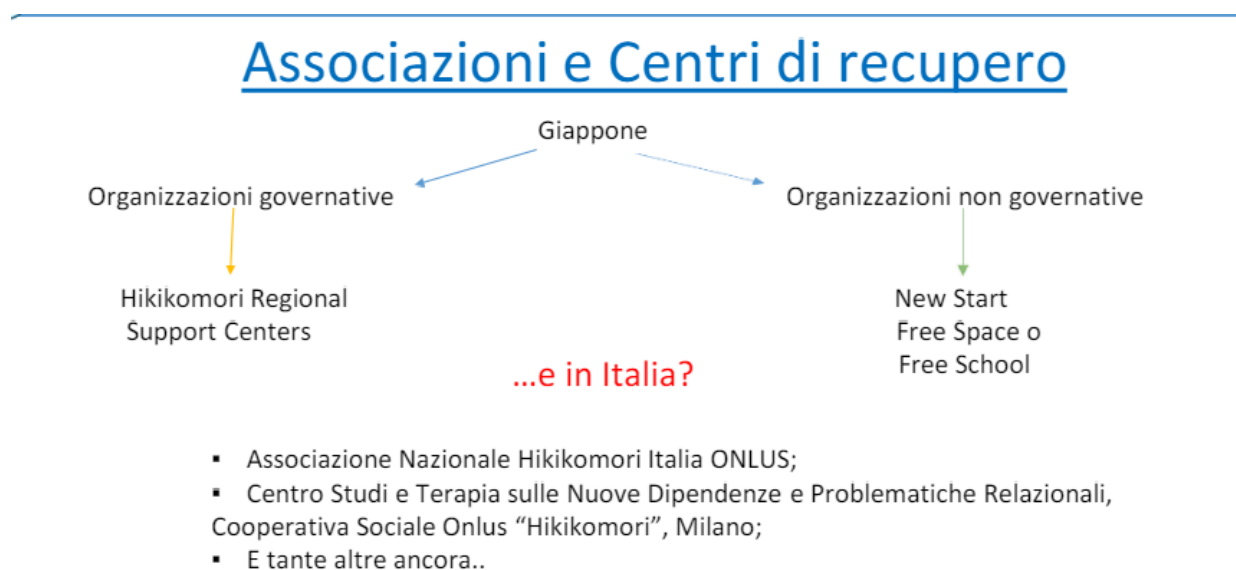 Associazioni e Centri di recupero
Giappone
Organizzazioni governative
Organizzazioni non governative
Hikikomori Regional
Support Centers
New Start
Free Space o
Free School
...e in Italia?
▪ Associazione Nazionale Hikikomori Italia ONLUS;
▪ Centro Studi e Terapia sulle Nuove Dipendenze e Problematiche Relazionali,
Cooperativa Sociale Onlus “Hikikomori”, Milano;
▪ E tante altre ancora..